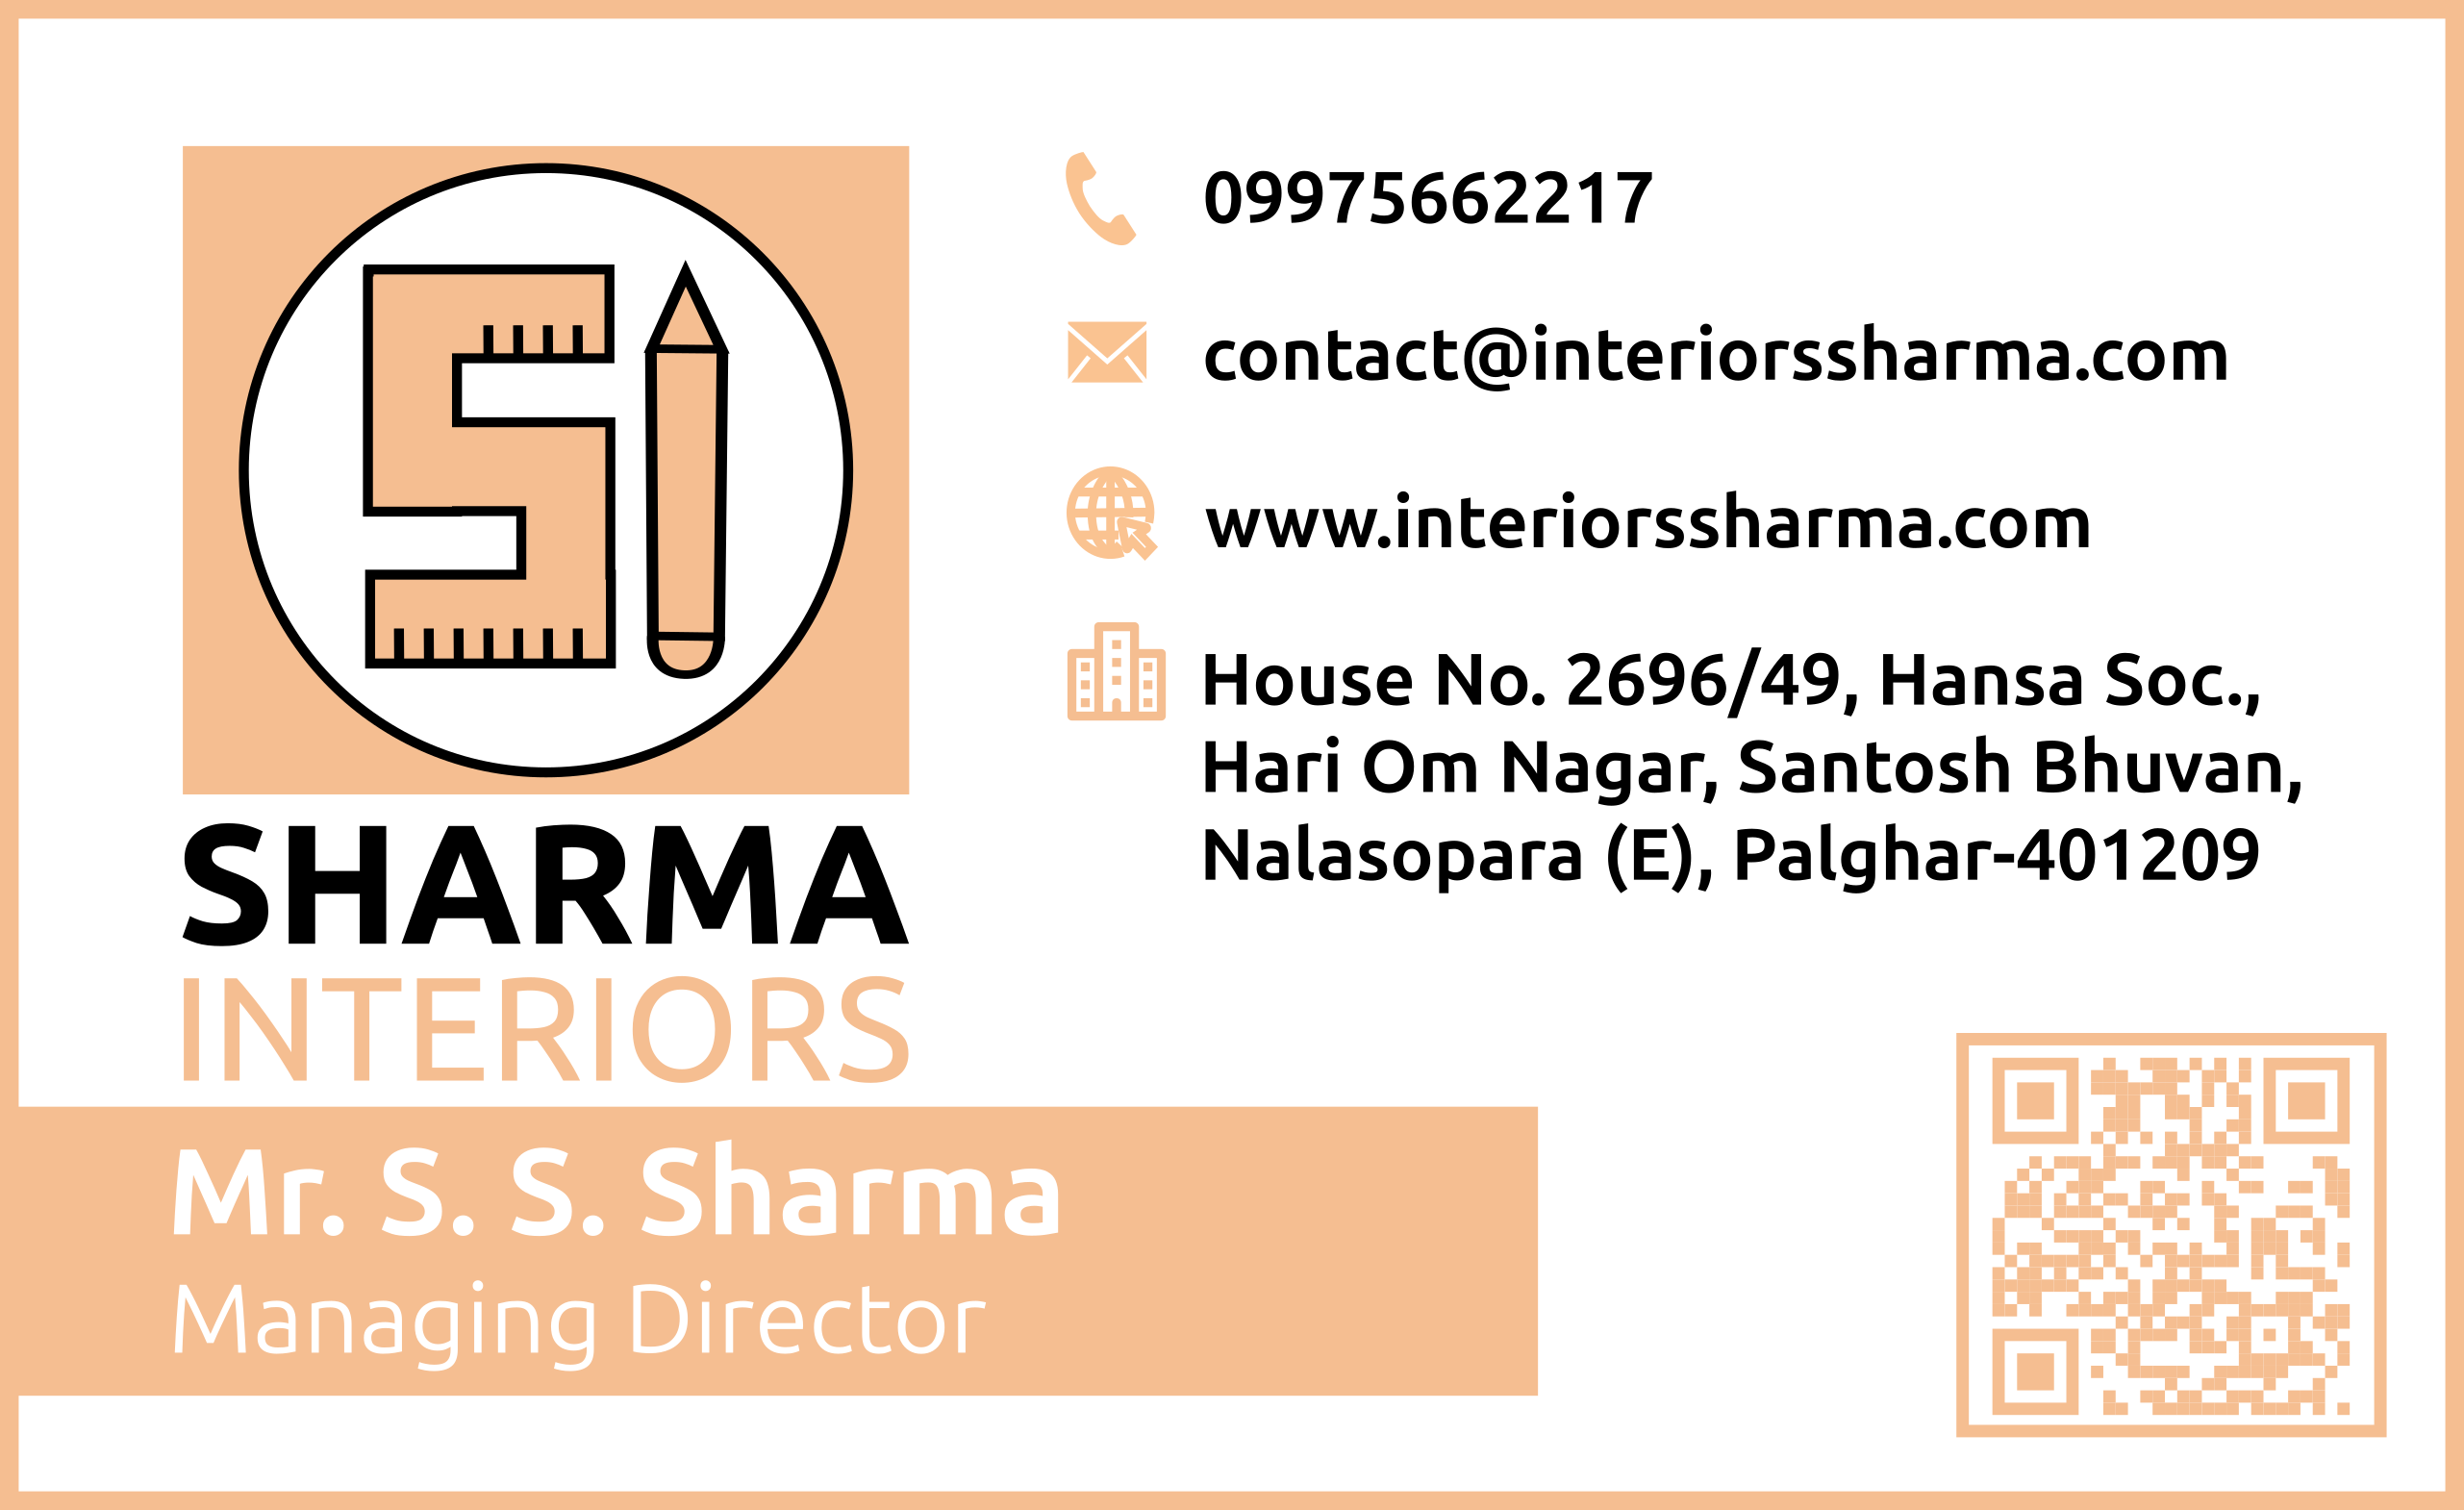 SI
SHARMA
INTERIORS
Mr. S. S. Sharma
Managing Director
09975662217
contact@interiorssharma.com
www.interiorssharma.com
House No. 2696/49, Hansa Soc.,
Hari Om Nagar, Santosh Bhuvan,
Nalasopara (E), Palghar-401209